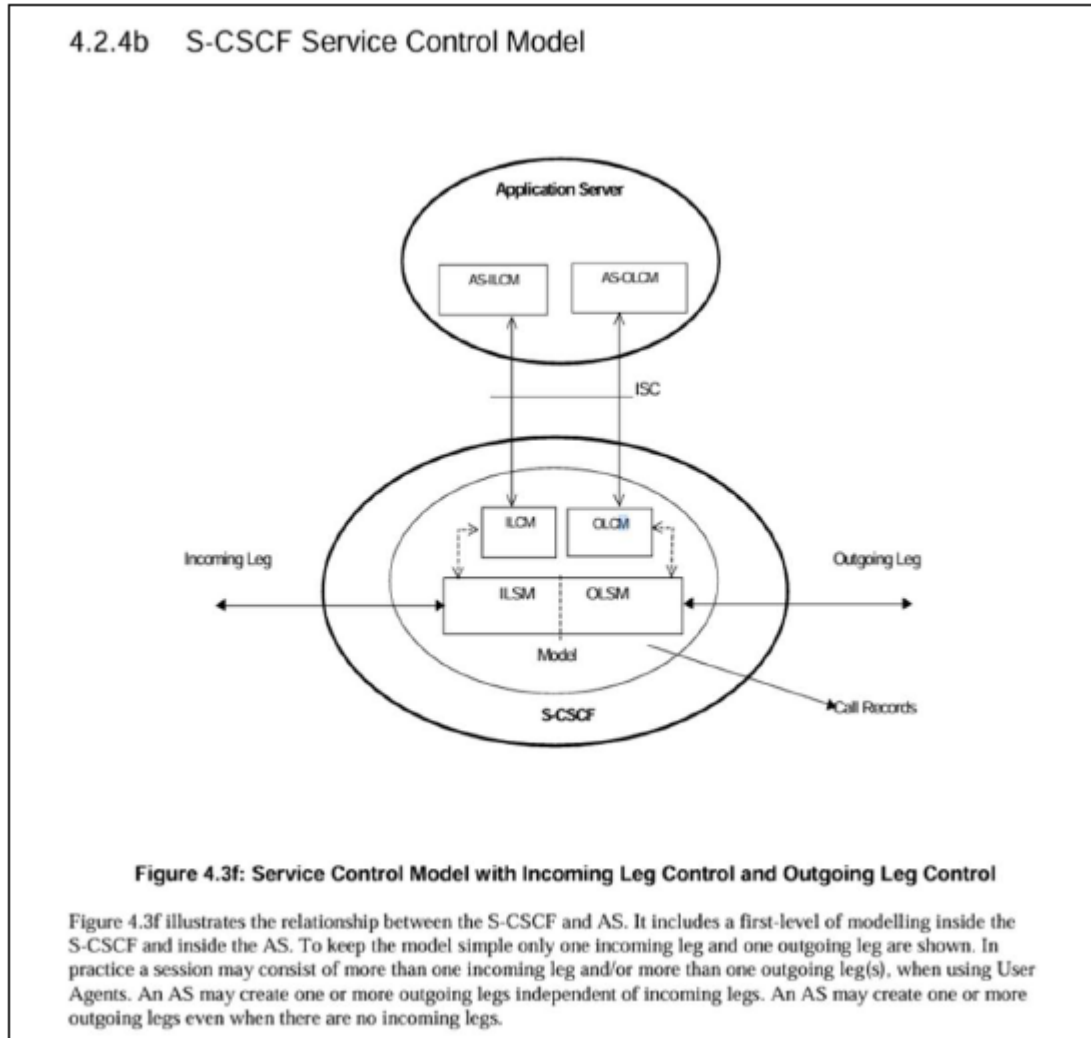 4.2.4b S-CSCF Service Control Model
Application Server
AS-ILCM AS-OLCM
ISC
ILCM OLCM
Incoming Leg Outgoing Leg
ILSM OLSM
Model
S-CSCF
Call Records
Figure 4.3f: Service Control Model with Incoming Leg Control and Outgoing Leg Control
Figure 4.3f illustrates the relationship between the S-CSCF and AS. It includes a first-level of modelling inside the
S-CSCF and inside the AS. To keep the model simple only one incoming leg and one outgoing leg are shown. In
practice a session may consist of more than one incoming leg and/or more than one outgoing leg(s), when using User
Agents. An AS may create one or more outgoing legs independent of incoming legs. An AS may create one or more
outgoing legs even when there are no incoming legs.